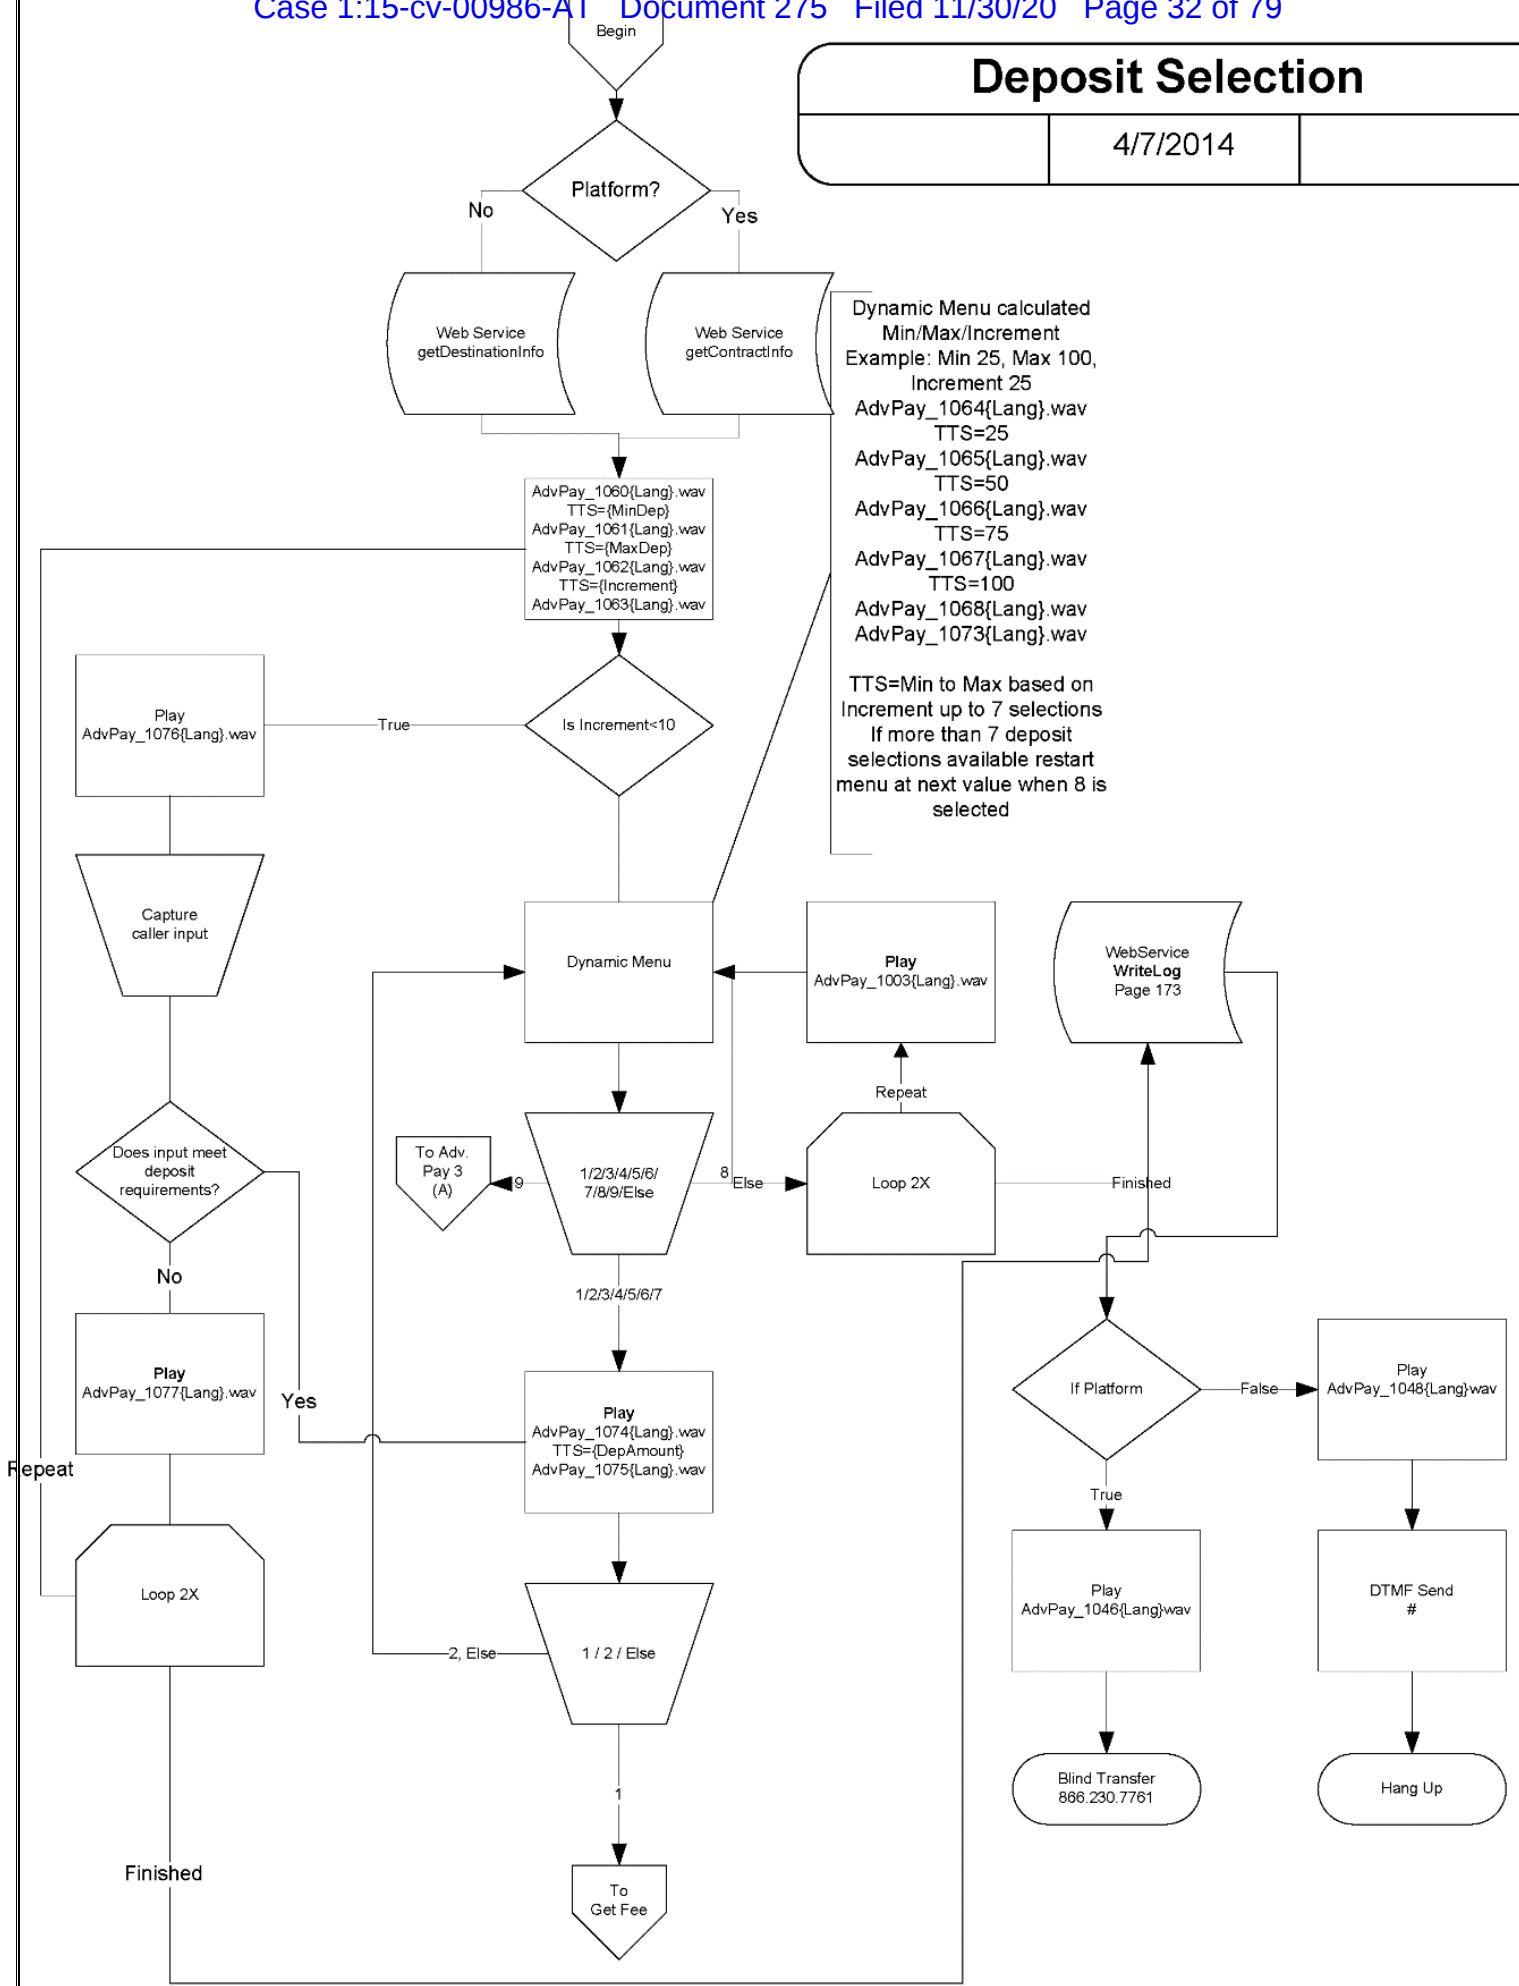 Case 1:15-cv-00986-AT Document 275 Filed 11/30/20 Page 32 of 79
Begin
Deposit Selection
4/7/2014
Platform?
No
Yes
Web Service
getDestinationInfo
Web Service
getContractInfo
Dynamic Menu calculated
Min/Max/Increment
Example: Min 25, Max 100,
Increment 25
AdvPay_1064{Lang}.wav
TTS=25
AdvPay_1065{Lang}.wav
TTS=50
AdvPay_1066{Lang}.wav
TTS=75
AdvPay_1067{Lang}.wav
TTS=100
AdvPay_1068{Lang}.wav
AdvPay_1073{Lang}.wav
TTS=Min to Max based on
Increment up to 7 selections
If more than 7 deposit
selections available restart
menu at next value when 8 is
selected
AdvPay_1060{Lang}.wav
TTS={MinDep}
AdvPay_1061{Lang}.wav
TTS={MaxDep}
AdvPay_1062{Lang}.wav
TTS={Increment}
AdvPay_1063{Lang}.wav
Play
AdvPay_1076{Lang}.wav
True
Is Increment<10
Capture
caller input
Dynamic Menu
Play
AdvPay_1003{Lang}.wav
WebService
WriteLog
Page 173
Repeat
Does input meet
deposit
requirements?
To Adv.
Pay 3
(A)
9
1/2/3/4/5/6/
7/8/9/Else
8
Else
Loop 2X
Finished
No
1/2/3/4/5/6/7
Play
AdvPay_1077{Lang}.wav
Yes
Play
AdvPay_1074{Lang}.wav
TTS={DepAmount}
AdvPay_1075{Lang}.wav
If Platform
False
Play
AdvPay_1048{Lang}wav
Repeat
True
Loop 2X
2, Else
1 / 2 / Else
Play
AdvPay_1046{Lang}wav
DTMF Send
#
1
Blind Transfer
866.230.7761
Hang Up
Finished
To
Get Fee